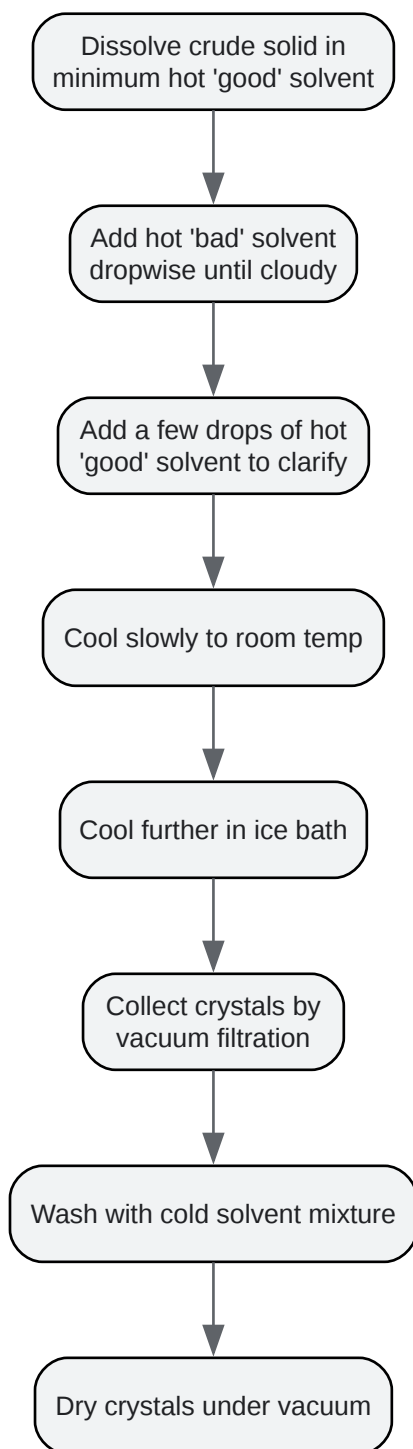 Dissolve crude solid in
minimum hot 'good' solvent
Add hot 'bad' solvent
dropwise until cloudy
Add a few drops of hot
'good' solvent to clarify
Cool slowly to room temp
Cool further in ice bath
Collect crystals by
vacuum filtration
Wash with cold solvent mixture
Dry crystals under vacuum